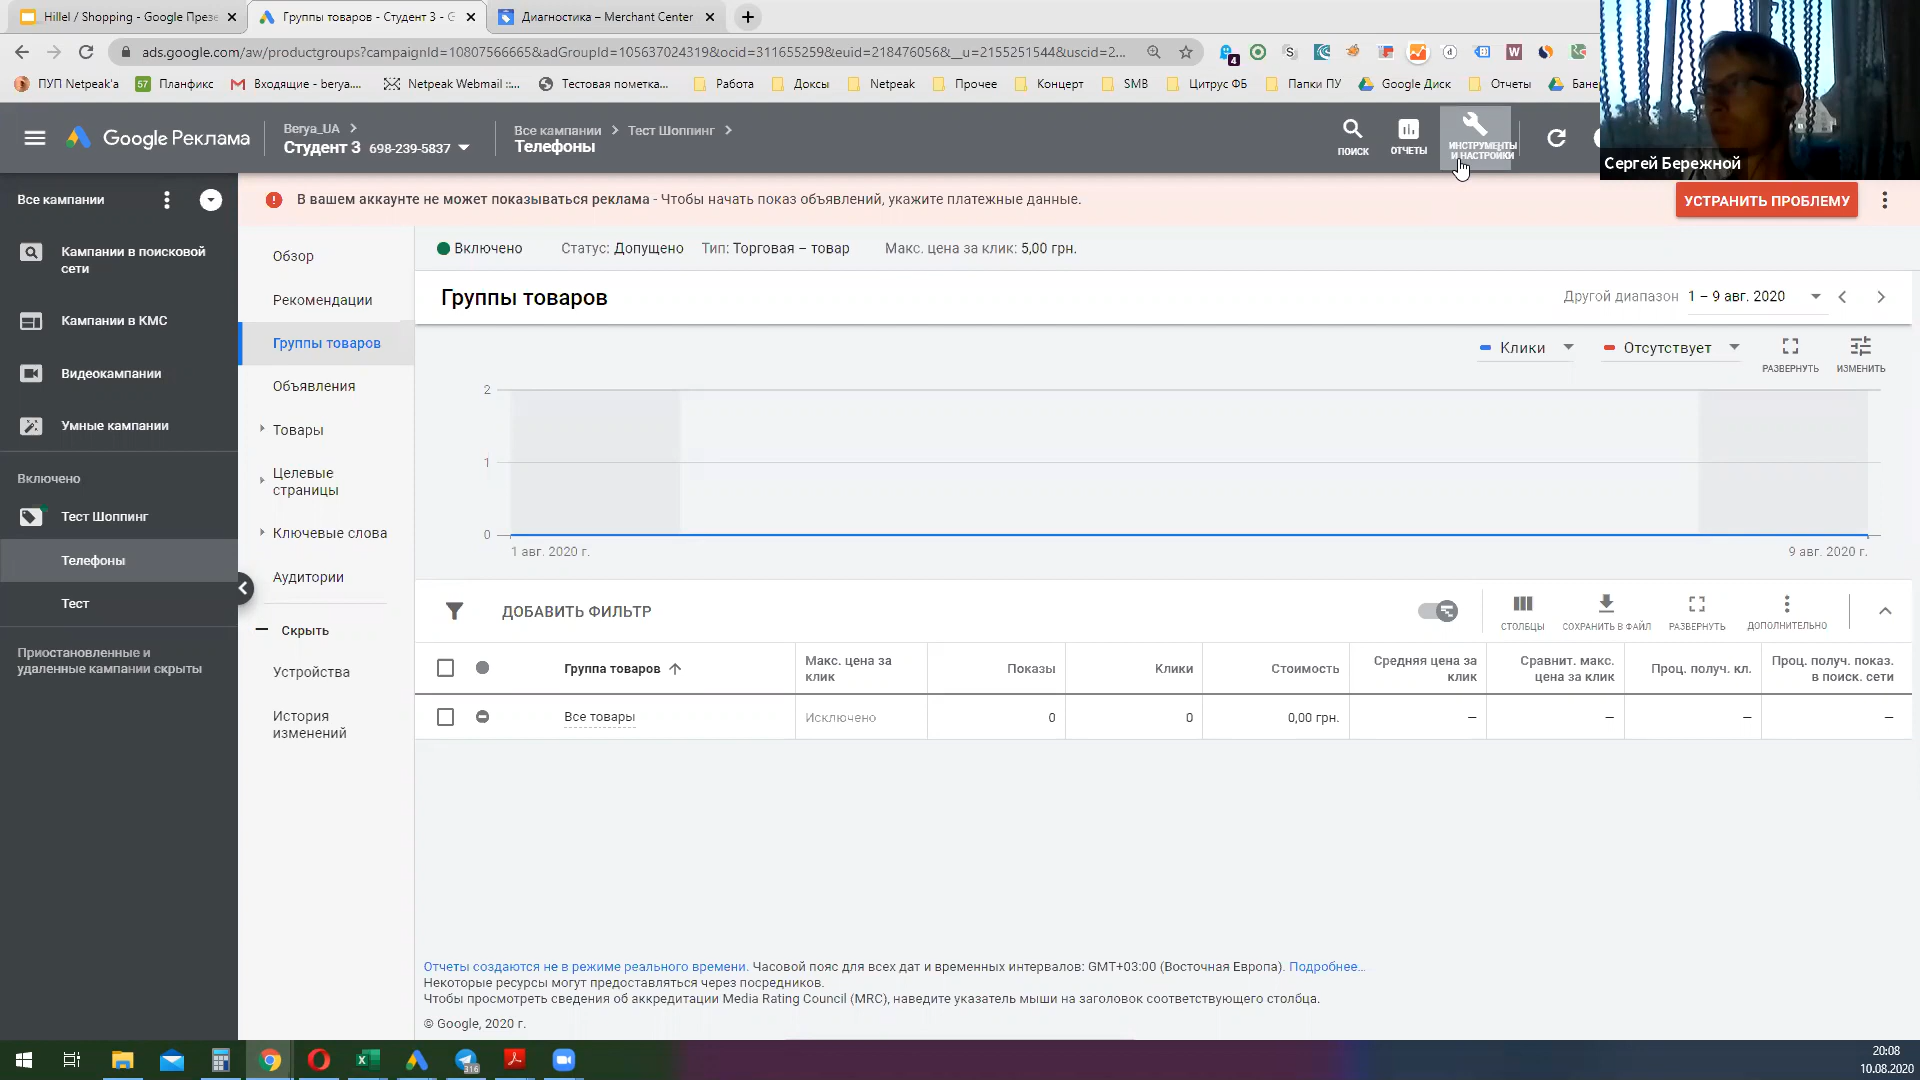 Hillel / Shopping - Google През
Группы товаров - Студент 3 - G
Диагностика – Merchant Center
ads.google.com/aw/productgroups?campaignId=10807566665&adGroupId=105637024319&ocid=311655259&euid=218476056&__u=2155251544&uscid=2...
ПУП Netpeak'a
Планфикс
Входящие - berya....
Netpeak Webmail ::...
Тестовая пометка...
Работа
Доксы
Netpeak
Прочее
Концерт
SMB
Цитрус ФБ
Папки ПУ
Google Диск
Отчеты
Бане
Google Реклама
Berya_UA
Студент 3 698-239-5837
Все кампании > Тест Шоппинг >
Телефоны
ПОИСК
ОТЧЕТЫ
ИНСТРУМЕНТЫ
И НАСТРОЙКИ
Сергей Бережной
В вашем аккаунте не может показываться реклама - Чтобы начать показ объявлений, укажите платежные данные.
УСТРАНИТЬ ПРОБЛЕМУ
Все кампании
Кампании в поисковой
сети
Кампании в КМС
Видеокампании
Умные кампании
Включено
Тест Шоппинг
Телефоны
Тест
Приостановленные и
удаленные кампании скрыты
Обзор
Рекомендации
Группы товаров
Объявления
Товары
Целевые
страницы
Ключевые слова
Аудитории
Скрыть
Устройства
История
изменений
Включено Статус: Допущено Тип: Торговая – товар Макс. цена за клик: 5,00 грн.
Группы товаров
Другой диапазон 1 – 9 авг. 2020
Клики
Отсутствует
РАЗВЕРНУТЬ
ИЗМЕНИТЬ
2
1
0
1 авг. 2020 г.
9 авг. 2020 г.
ДОБАВИТЬ ФИЛЬТР
СТОЛБЦЫ
СОХРАНИТЬ В ФАЙЛ
РАЗВЕРНУТЬ
ДОПОЛНИТЕЛЬНО
Группа товаров
Макс. цена за
клик
Показы
Клики
Стоимость
Средняя цена за
клик
Сравнит. макс.
цена за клик
Проц. получ. кл.
Проц. получ. показ.
в поиск. сети
Все товары Исключено 0 0 0,00 грн. – – – –
Отчеты создаются не в режиме реального времени. Часовой пояс для всех дат и временных интервалов: GMT+03:00 (Восточная Европа). Подробнее...
Некоторые ресурсы могут предоставляться через посредников.
Чтобы просмотреть сведения об аккредитации Media Rating Council (MRC), наведите указатель мыши на заголовок соответствующего столбца.
© Google, 2020 г.
20:08
10.08.2020